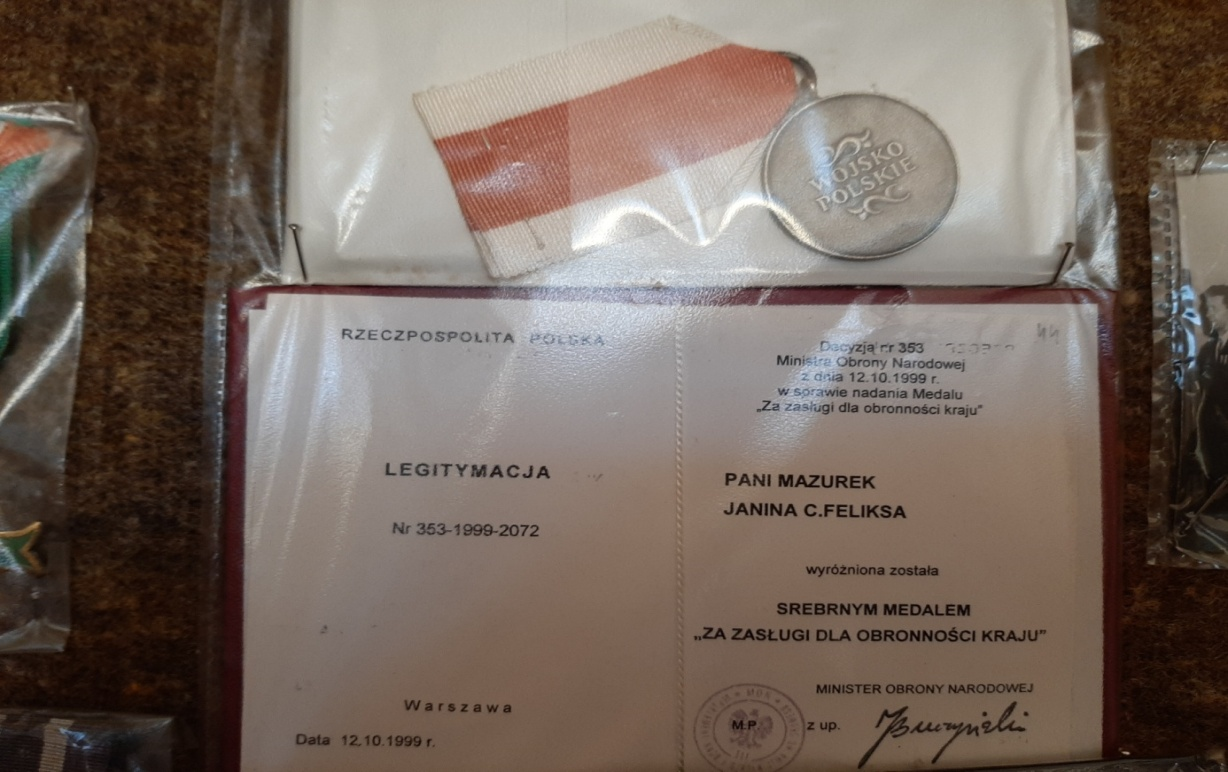 WOJSKO
POLSKIE
RZECZPOSPOLITA POLSKA
LEGITYMACJA
Nr 353-1999-2072
Warszawa
Data 12.10.1999 r.
44
Decyzja nr 353
Ministra Obrony Narodowej
z dnia 12.10.1999 r.
w sprawie nadania Medalu
„Za zasługi dla obronności kraju”
PANI MAZUREK
JANINA C.FELIKSA
wyróżniona została
SREBRNYM MEDALEM
„ZA ZASŁUGI DLA OBRONNOŚCI KRAJU”
MINISTER OBRONY NARODOWEJ
M.P.
z up.